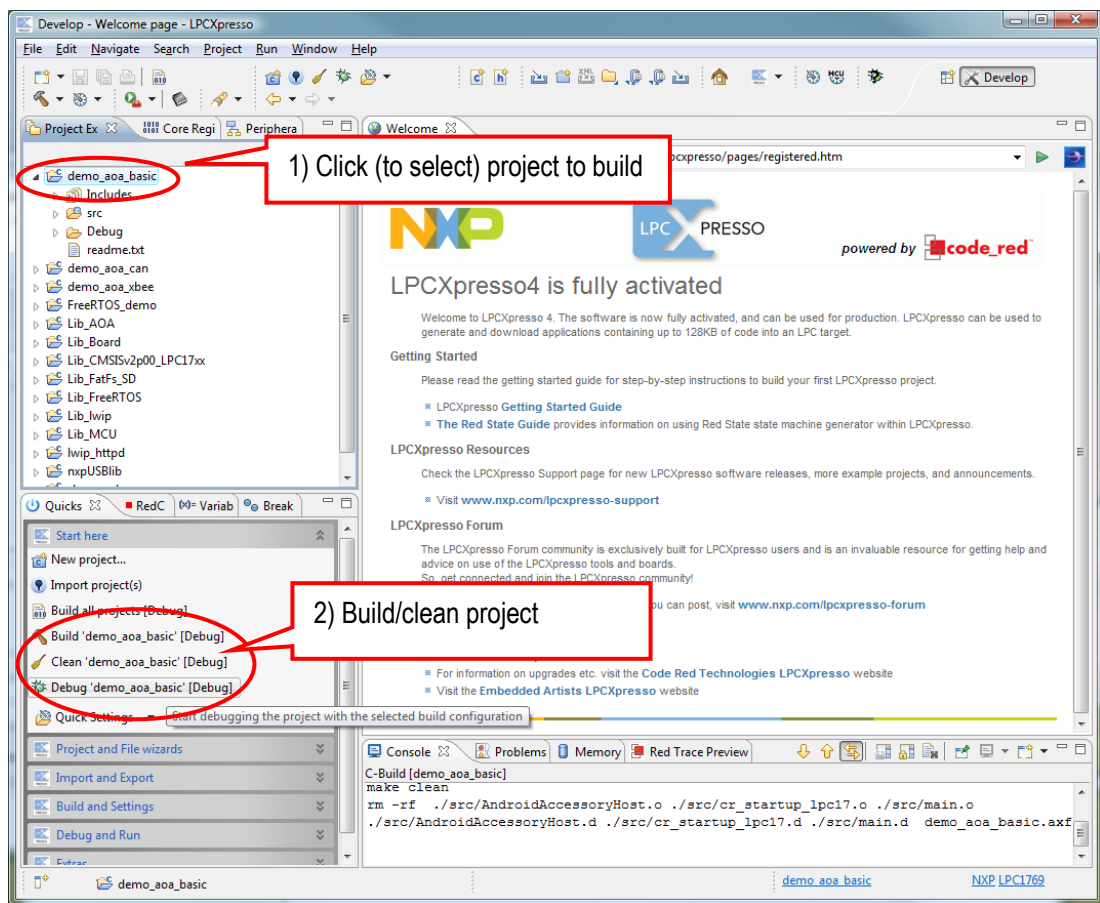 Develop - Welcome page - LPCXpresso
File Edit Navigate Search Project Run Window Help
Develop
Project Ex Core Regi Periphera
Welcome
pcxpresso/pages/registered.htm
1) Click (to select) project to build
demo_aoa_basic
Includes
src
Debug
readme.txt
demo_aoa_can
demo_aoa_xbee
FreeRTOS_demo
Lib_AOA
Lib_Board
Lib_CMSISv2p00_LPC17xx
Lib_FatFs_SD
Lib_FreeRTOS
Lib_lwip
Lib_MCU
lwip_httpd
nxpUSBlib
NXP
LPC XPRESSO
powered by code_red
LPCXpresso4 is fully activated
Welcome to LPCXpresso 4. The software is now fully activated, and can be used for production. LPCXpresso can be used to
generate and download applications containing up to 128KB of code into an LPC target.
Getting Started
Please read the getting started guide for step-by-step instructions to build your first LPCXpresso project.
LPCXpresso Getting Started Guide
The Red State Guide provides information on using Red State state machine generator within LPCXpresso.
LPCXpresso Resources
Check the LPCXpresso Support page for new LPCXpresso software releases, more example projects, and announcements.
Visit www.nxp.com/lpcxpresso-support
LPCXpresso Forum
The LPCXpresso Forum community is exclusively built for LPCXpresso users and is an invaluable resource for getting help and
advice on use of the LPCXpresso tools and boards.
So, get connected and join the LPCXpresso community!
ou can post, visit www.nxp.com/lpcxpresso-forum
For information on upgrades etc. visit the Code Red Technologies LPCXpresso website
Visit the Embedded Artists LPCXpresso website
Quicks RedC (x)= Variab Break
Start here
New project...
Import project(s)
Build all projects [Debug]
Build 'demo_aoa_basic' [Debug]
Clean 'demo_aoa_basic' [Debug]
Debug 'demo_aoa_basic' [Debug]
Quick Settings
Start debugging the project with the selected build configuration
2) Build/clean project
Project and File wizards
Import and Export
Build and Settings
Debug and Run
Extras
Console Problems Memory Red Trace Preview
C-Build [demo_aoa_basic]
make clean
rm -rf ./src/AndroidAccessoryHost.o ./src/cr_startup_lpc17.o ./src/main.o
./src/AndroidAccessoryHost.d ./src/cr_startup_lpc17.d ./src/main.d demo_aoa_basic.axf
demo_aoa_basic
demo_aoa_basic
NXP LPC1769